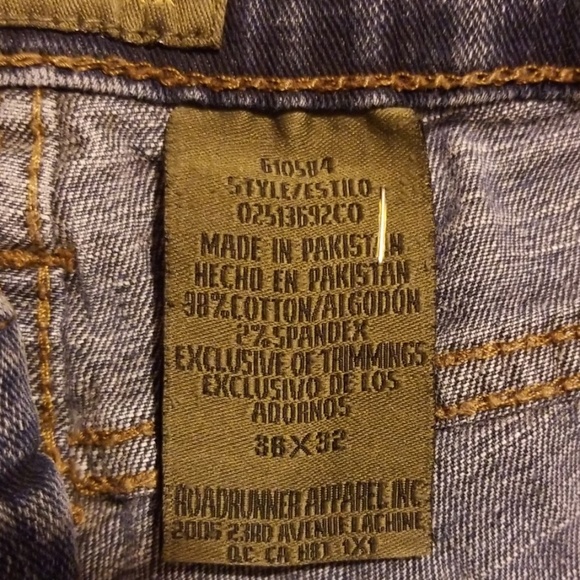 610584
STYLE/ESTILO
02513692CO
MADE IN PAKISTAN
HECHO EN PAKISTAN
98%COTTON/ALGODÓN
2%SPANDEX
EXCLUSIVE OF TRIMMINGS
EXCLUSIVO DE LOS
ADORNOS
36X32
ROADRUNNER APPAREL INC
2005 23RD AVENUE LACHINE
Q.C. CA H8T 1X1